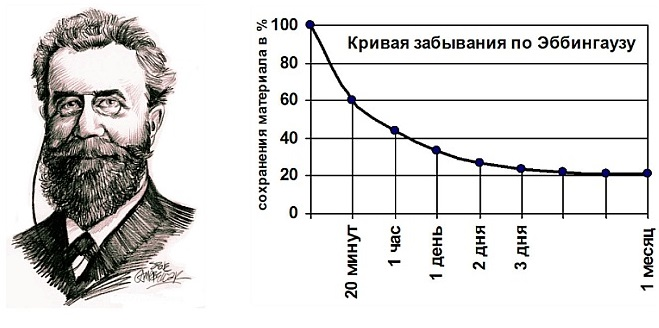 Кривая забывания по Эббингаузу
сохранения материала в %
100
80
60
40
20
0
20 минут
1 час
1 день
2 дня
3 дня
1 месяц